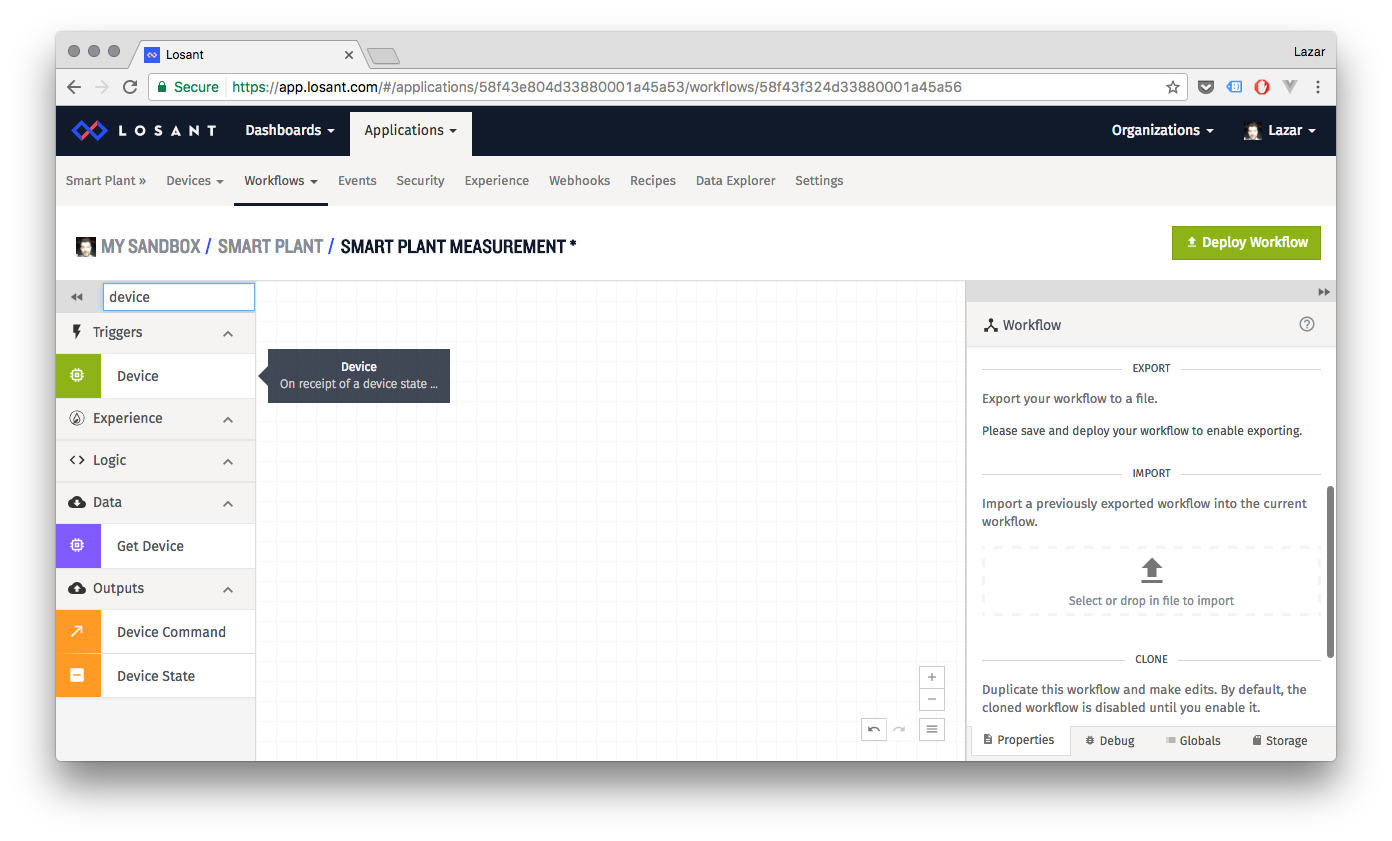 Losant
Lazar
Secure https://app.losant.com/#/applications/58f43e804d33880001a45a53/workflows/58f43f324d33880001a45a56
LOSANT Dashboards Applications Organizations Lazar
Smart Plant » Devices Workflows Events Security Experience Webhooks Recipes Data Explorer Settings
MY SANDBOX / SMART PLANT / SMART PLANT MEASUREMENT *
Deploy Workflow
device
Triggers
Device
Experience
Logic
Data
Get Device
Outputs
Device Command
Device State
Device
On receipt of a device state ...
Workflow
EXPORT
Export your workflow to a file.
Please save and deploy your workflow to enable exporting.
IMPORT
Import a previously exported workflow into the current
workflow.
Select or drop in file to import
CLONE
Duplicate this workflow and make edits. By default, the
cloned workflow is disabled until you enable it.
Properties Debug Globals Storage